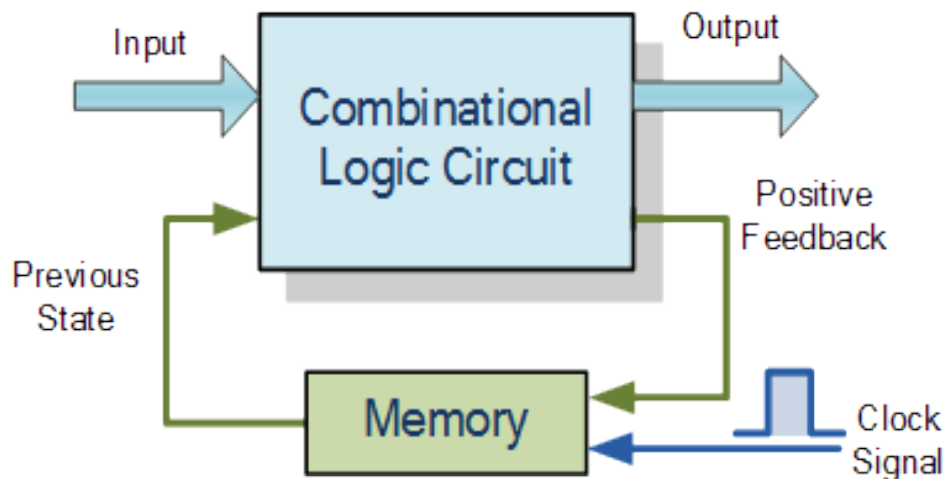 Input
Output
Combinational
Logic Circuit
Positive
Feedback
Previous
State
Memory
Clock
Signal